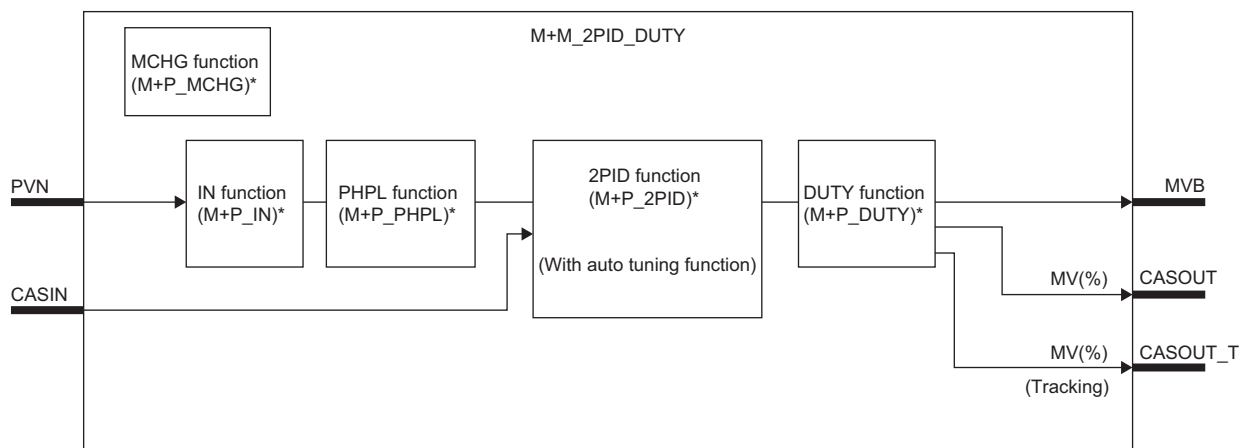 M+M_2PID_DUTY
MCHG function
(M+P_MCHG)*
PVN
IN function
(M+P_IN)*
PHPL function
(M+P_PHPL)*
2PID function
(M+P_2PID)*
(With auto tuning function)
DUTY function
(M+P_DUTY)*
MVB
CASIN
MV(%)
CASOUT
MV(%)
CASOUT_T
(Tracking)